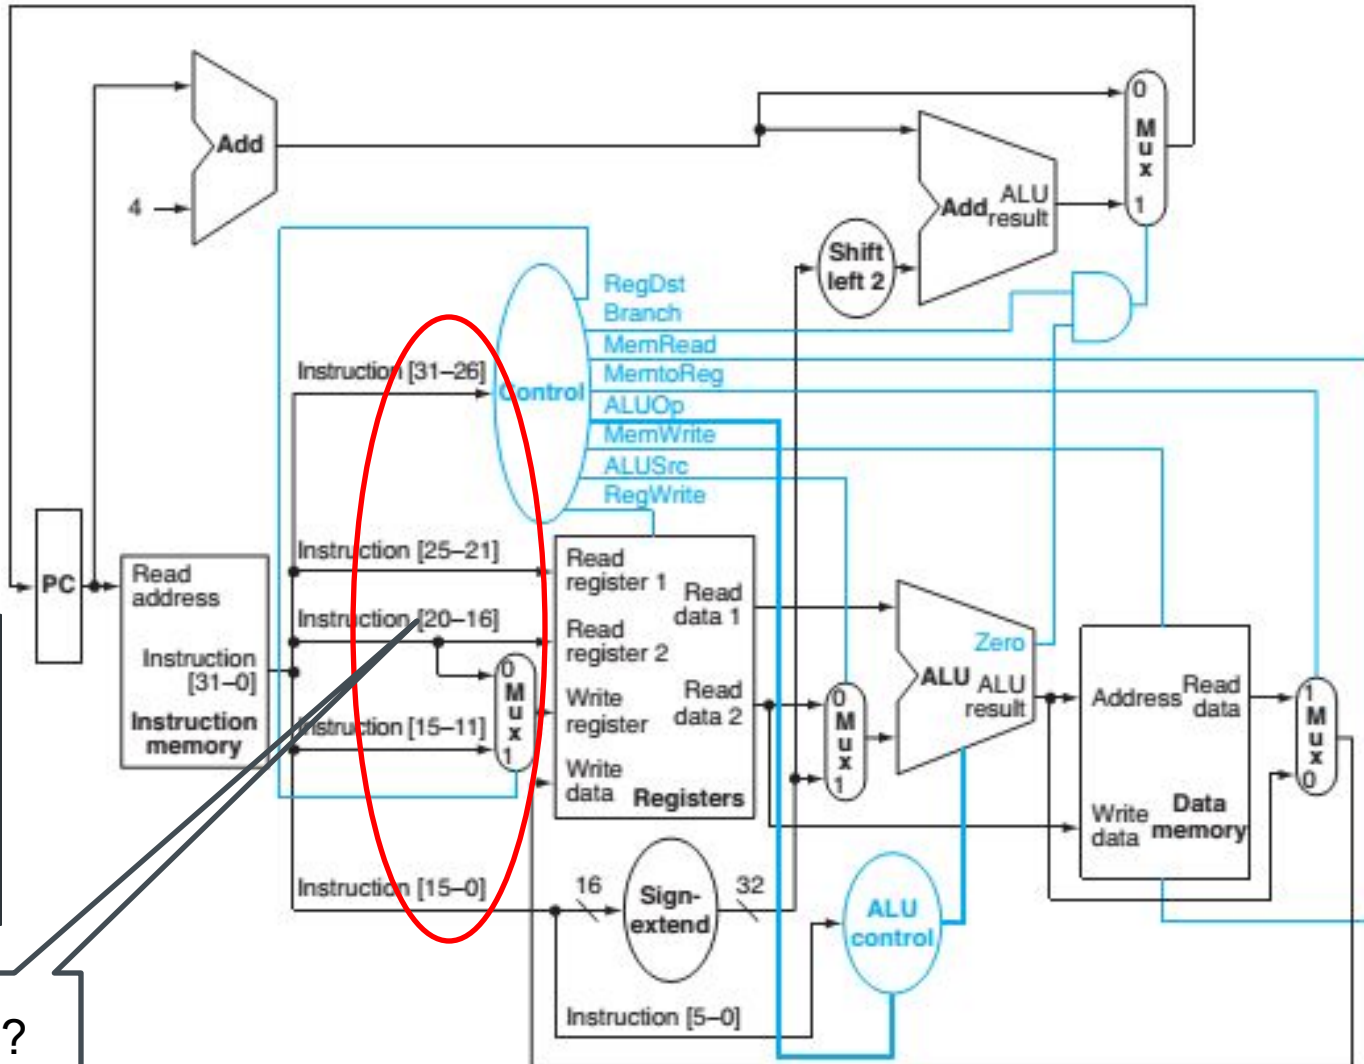 0
M
u
x
1
Add
4
Add
ALU
result
Shift
left 2
RegDst
Branch
MemRead
MemtoReg
ALUOp
MemWrite
ALUSrc
RegWrite
Control
Instruction [31–26]
Instruction [25–21]
Instruction [20–16]
Instruction [15–11]
Instruction [15–0]
PC
Read
address
Instruction
[31–0]
Instruction
memory
0
M
u
x
1
Read
register 1
Read
register 2
Write
register
Write
data
Read
data 1
Read
data 2
Registers
0
M
u
x
1
Zero
ALU
ALU
result
Address
Read
data
Write
data
Data
memory
1
M
u
x
0
16
Sign-
extend
32
ALU
control
Instruction [5–0]
?